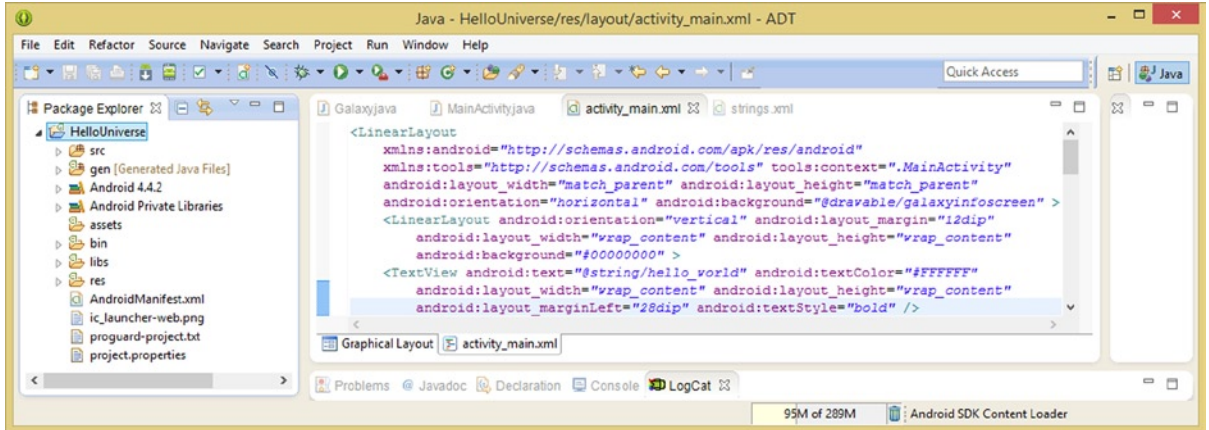 Java - HelloUniverse/res/layout/activity_main.xml - ADT
File Edit Refactor Source Navigate Search Project Run Window Help
Quick Access
Java
Package Explorer
HelloUniverse
src
gen [Generated Java Files]
Android 4.4.2
Android Private Libraries
assets
bin
libs
res
AndroidManifest.xml
ic_launcher-web.png
proguard-project.txt
project.properties
Galaxy.java MainActivity.java activity_main.xml strings.xml
<LinearLayout
xmlns:android="http://schemas.android.com/apk/res/android"
xmlns:tools="http://schemas.android.com/tools" tools:context=".MainActivity"
android:layout_width="match_parent" android:layout_height="match_parent"
android:orientation="horizontal" android:background="@dravable/galaxyinfoscreen" >
<LinearLayout android:orientation="vertical" android:layout_margin="12dip"
android:layout_width="wrap_content" android:layout_height="wrap_content"
android:background="#00000000" >
<TextView android:text="@string/hello_world" android:textColor="#FFFFFF"
android:layout_width="wrap_content" android:layout_height="wrap_content"
android:layout_marginLeft="28dip" android:textStyle="bold" />
Graphical Layout activity_main.xml
Problems Javadoc Declaration Console LogCat
95M of 289M Android SDK Content Loader